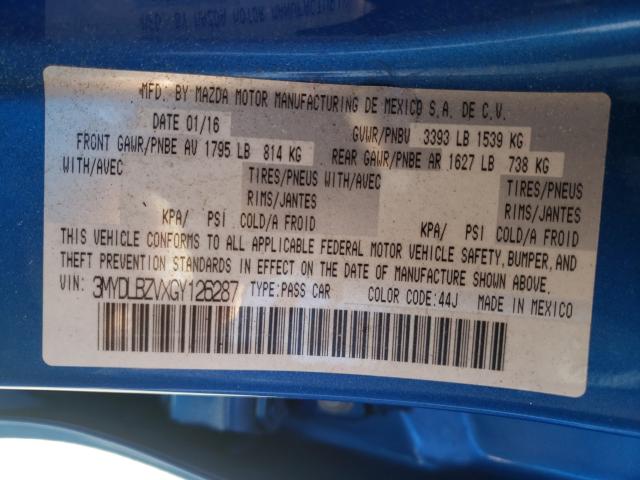 MFD. BY MAZDA MOTOR MANUFACTURING DE MEXICO S.A. DE C.V.
DATE 01/16 GVWR/PNBV 3393 LB 1539 KG
FRONT GAWR/PNBE AV 1795 LB 814 KG REAR GAWR/PNBE AR 1627 LB 738 KG
WITH/AVEC TIRES/PNEUS WITH/AVEC TIRES/PNEUS
RIMS/JANTES RIMS/JANTES
KPA/ PSI COLD/A FROID KPA/ PSI COLD/A FROID
THIS VEHICLE CONFORMS TO ALL APPLICABLE FEDERAL MOTOR VEHICLE SAFETY, BUMPER, AND
THEFT PREVENTION STANDARDS IN EFFECT ON THE DATE OF MANUFACTURE SHOWN ABOVE.
VIN: 3MYDLBZVXGY126287 TYPE:PASS CAR COLOR CODE:44J MADE IN MEXICO